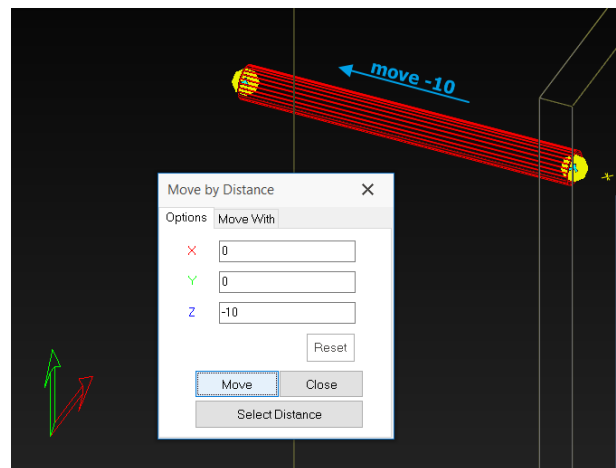 move -10
Move by Distance
Options Move With
X 0
Y 0
Z -10
Reset
Move Close
Select Distance